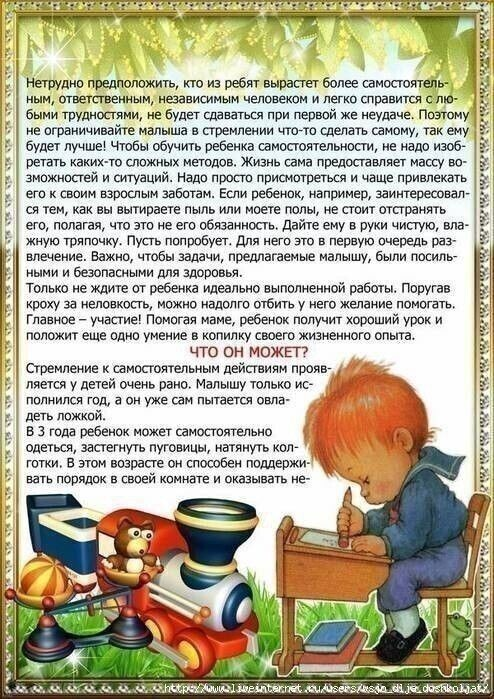 Нетрудно предположить, кто из ребят вырастет более самостоятель-
ным, ответственным, независимым человеком и легко справится с лю-
быми трудностями, не будет сдаваться при первой же неудаче. Поэтому
не ограничивайте малыша в стремлении что-то сделать самому, так ему
будет лучше! Чтобы обучить ребенка самостоятельности, не надо изоб-
ретать каких-то сложных методов. Жизнь сама предоставляет массу во-
зможностей и ситуаций. Надо просто присмотреться и чаще привлекать
его к своим взрослым заботам. Если ребенок, например, заинтересовал-
ся тем, как вы вытираете пыль или моете полы, не стоит отстранять
его, полагая, что это не его обязанность. Дайте ему в руки чистую, вла-
жную тряпочку. Пусть попробует. Для него это в первую очередь раз-
влечение. Важно, чтобы задачи, предлагаемые малышу, были посиль-
ными и безопасными для здоровья.
Только не ждите от ребенка идеально выполненной работы. Поругав
кроху за неловкость, можно надолго отбить у него желание помогать.
Главное – участие! Помогая маме, ребенок получит хороший урок и
положит еще одно умение в копилку своего жизненного опыта.
ЧТО ОН МОЖЕТ?
Стремление к самостоятельным действиям прояв-
ляется у детей очень рано. Малышу только ис-
полнился год, а он уже сам пытается овла-
деть ложкой.
В 3 года ребенок может самостоятельно
одеться, застегнуть пуговицы, натянуть кол-
готки. В этом возрасте он способен поддержи-
вать порядок в своей комнате и оказывать не-